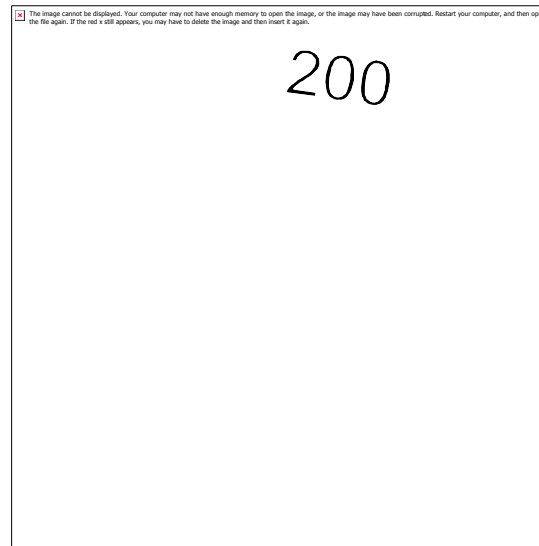 The image cannot be displayed. Your computer may not have enough memory to open the image, or the image may have been corrupted. Restart your computer, and then op
the file again. If the red x still appears, you may have to delete the image and then insert it again.
200